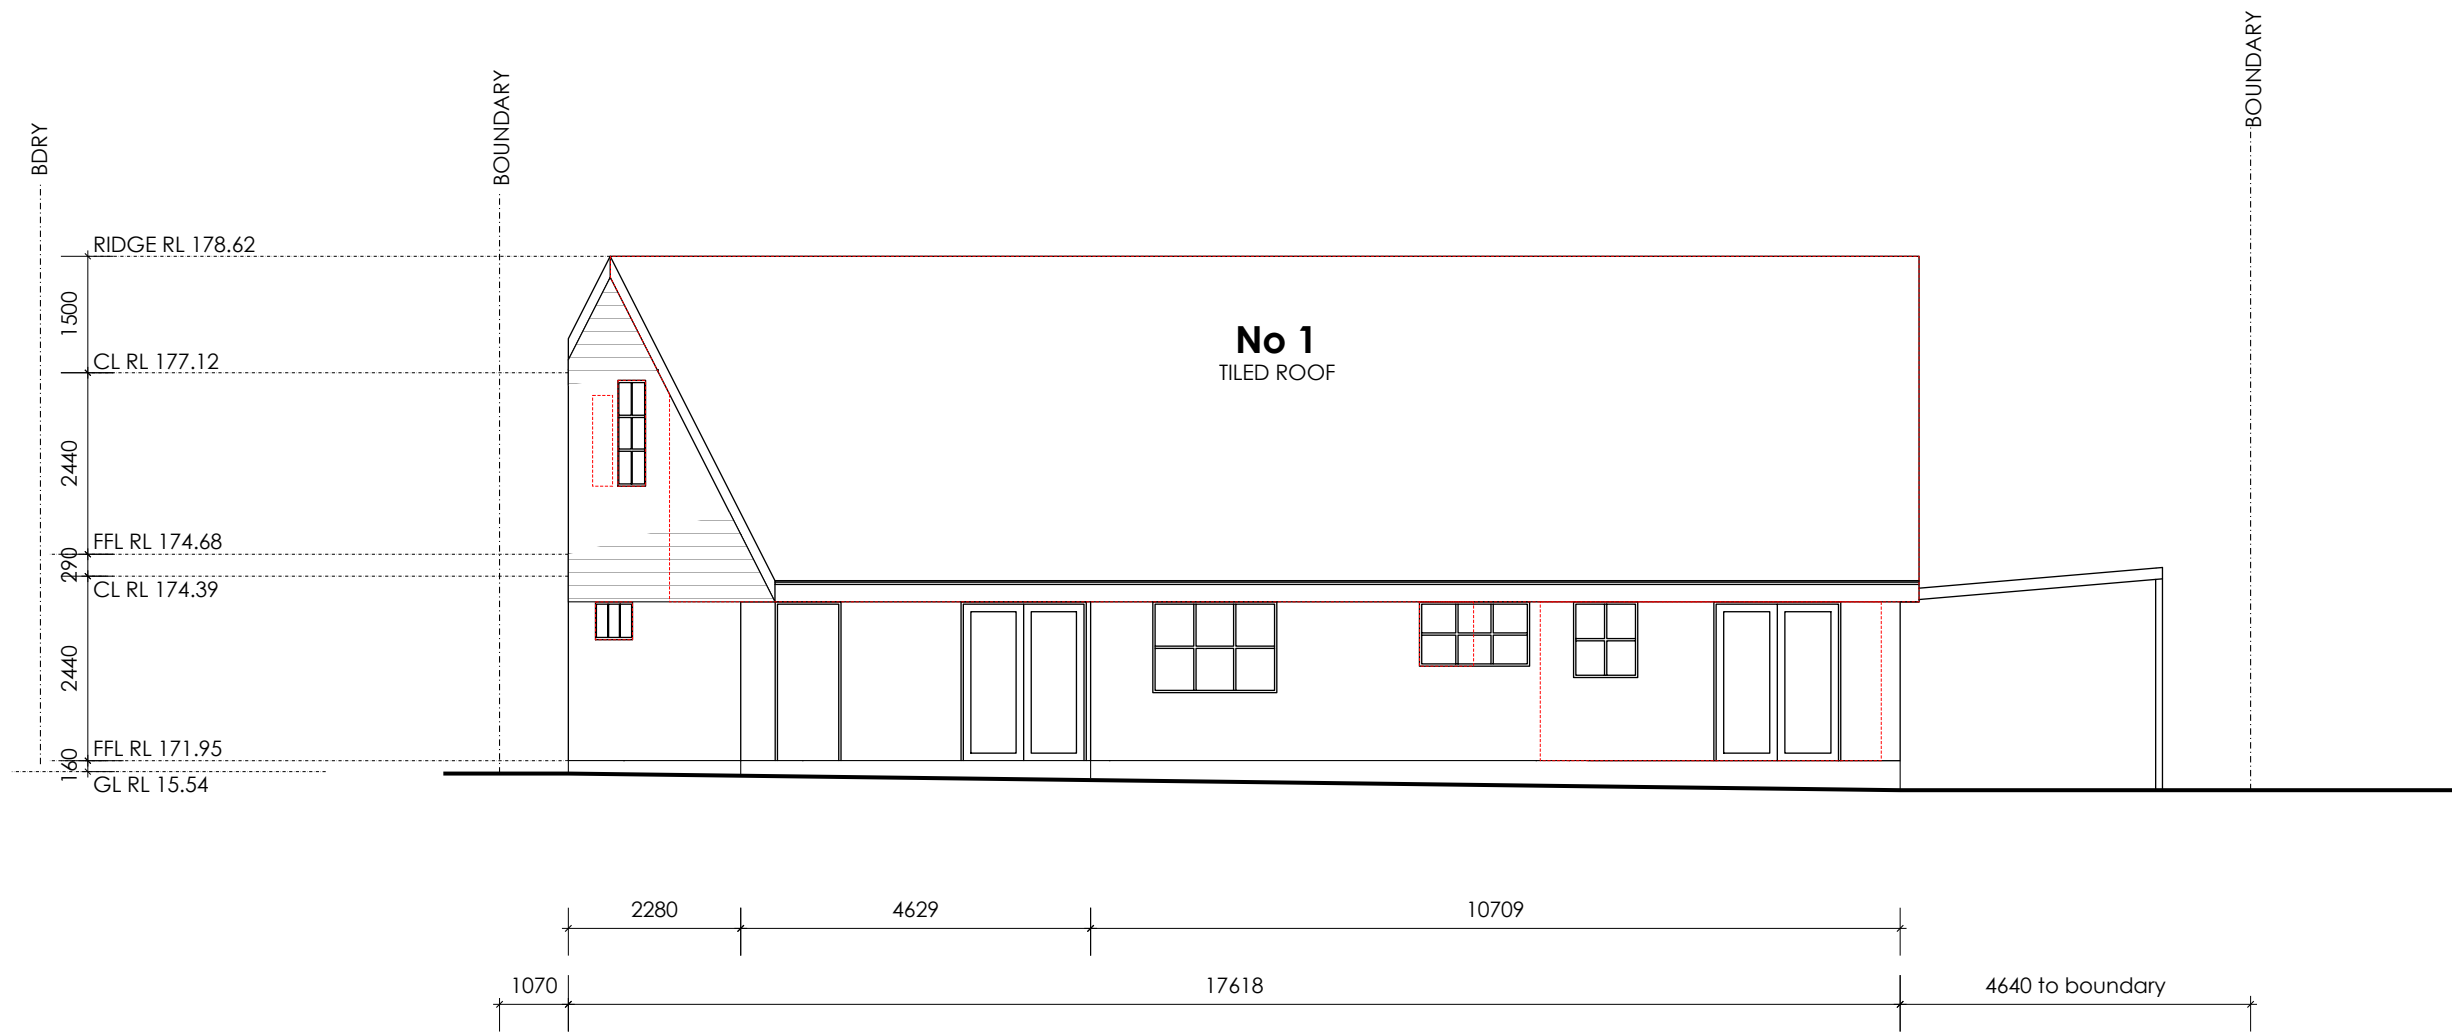 BDRY
BOUNDARY
BOUNDARY
RIDGE RL 178.62
1500
CL RL 177.12
2440
FFL RL 174.68
290
CL RL 174.39
2440
FFL RL 171.95
160
GL RL 15.54
No 1
TILED ROOF
2280
4629
10709
1070
17618
4640 to boundary